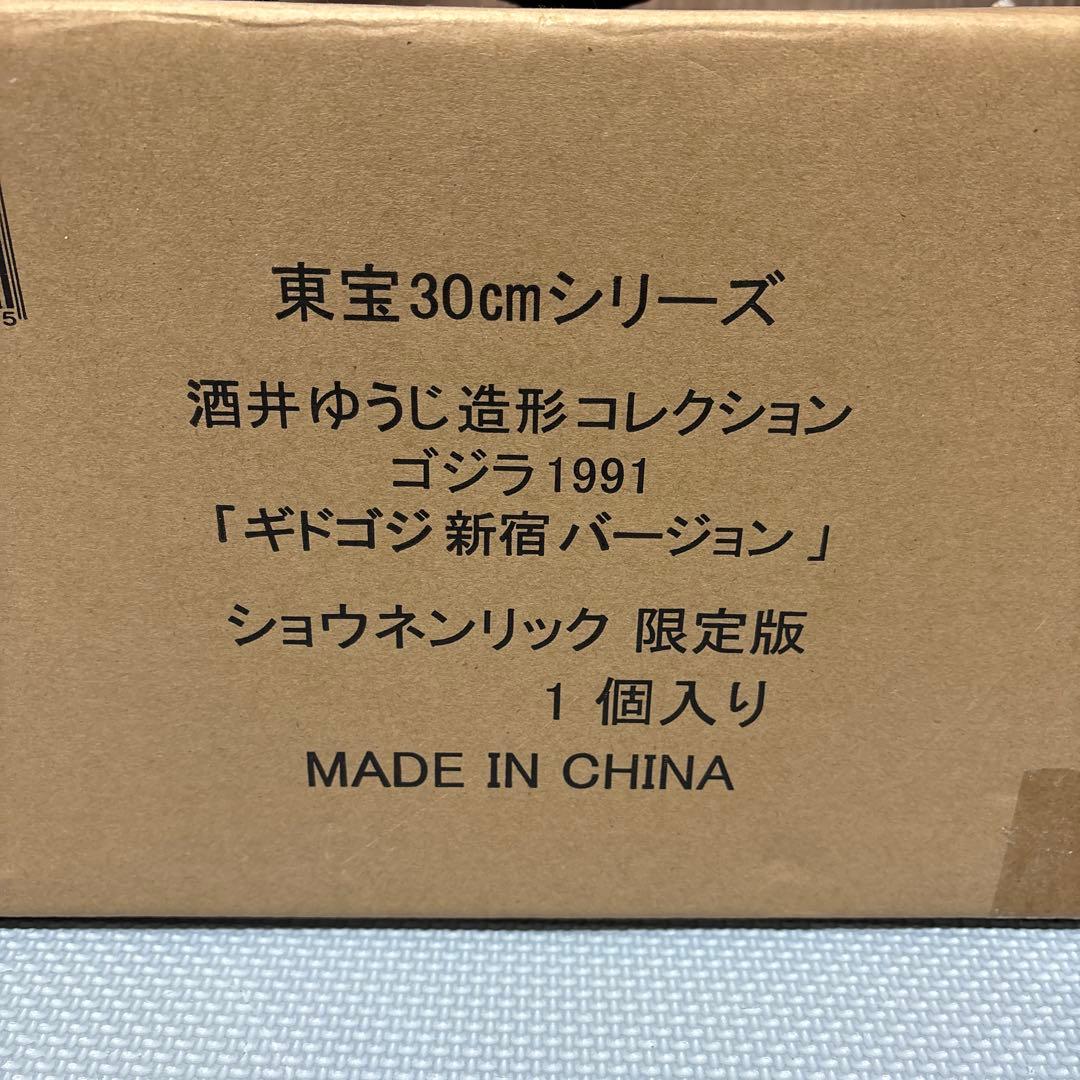 東宝30cmシリーズ
酒井ゆうじ造形コレクション
ゴジラ1991
「ギドゴジ 新宿 バージョン 」
ショウネンリック 限定版
1 個入り
MADE IN CHINA
5